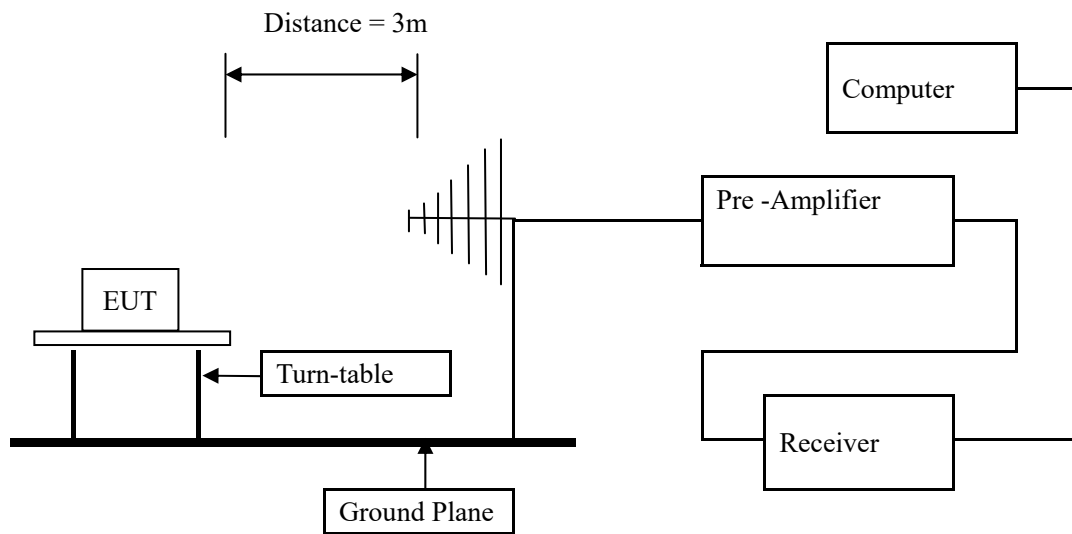 Distance = 3m
Computer
Pre -Amplifier
EUT
Turn-table
Receiver
Ground Plane